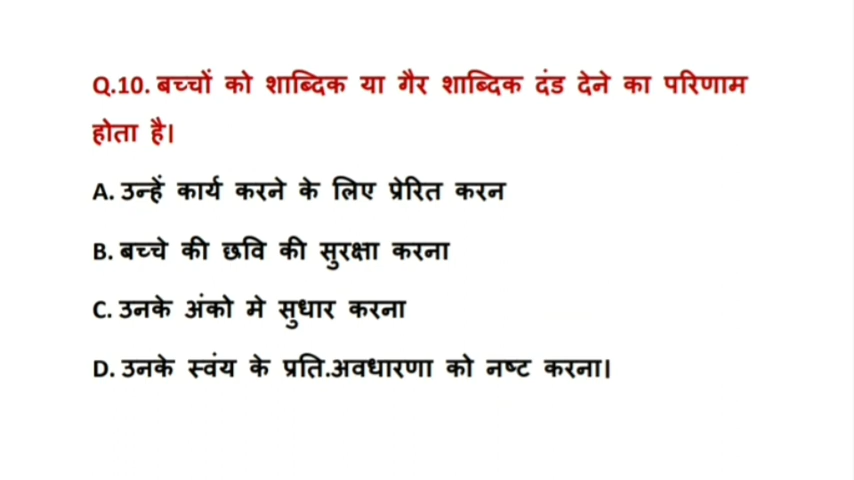 Q.10. बच्चों को शाब्दिक या गैर शाब्दिक दंड देने का परिणाम
होता है।
A. उन्हें कार्य करने के लिए प्रेरित करन
B. बच्चे की छवि की सुरक्षा करना
C. उनके अंको मे सुधार करना
D. उनके स्वंय के प्रति.अवधारणा को नष्ट करना।